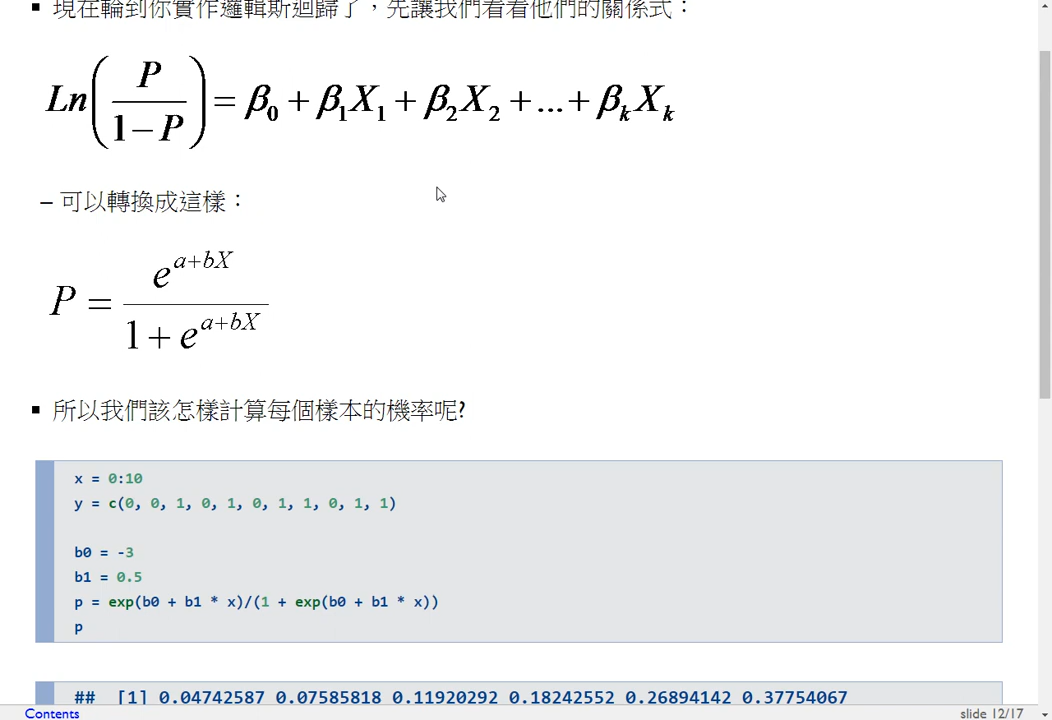 ▪ 現在輪到你實作邏輯斯迴歸了，先讓我們看看他們的關係式：
Ln(P/(1−P)) = β₀ + β₁X₁ + β₂X₂ + ... + βₖXₖ
– 可以轉換成這樣：
P = e^(a+bX) / (1 + e^(a+bX))
▪ 所以我們該怎樣計算每個樣本的機率呢?
x = 0:10
y = c(0, 0, 1, 0, 1, 0, 1, 1, 0, 1, 1)
b0 = -3
b1 = 0.5
p = exp(b0 + b1 * x)/(1 + exp(b0 + b1 * x))
p
## [1] 0.04742587 0.07585818 0.11920292 0.18242552 0.26894142 0.37754067
Contents
slide 12/17